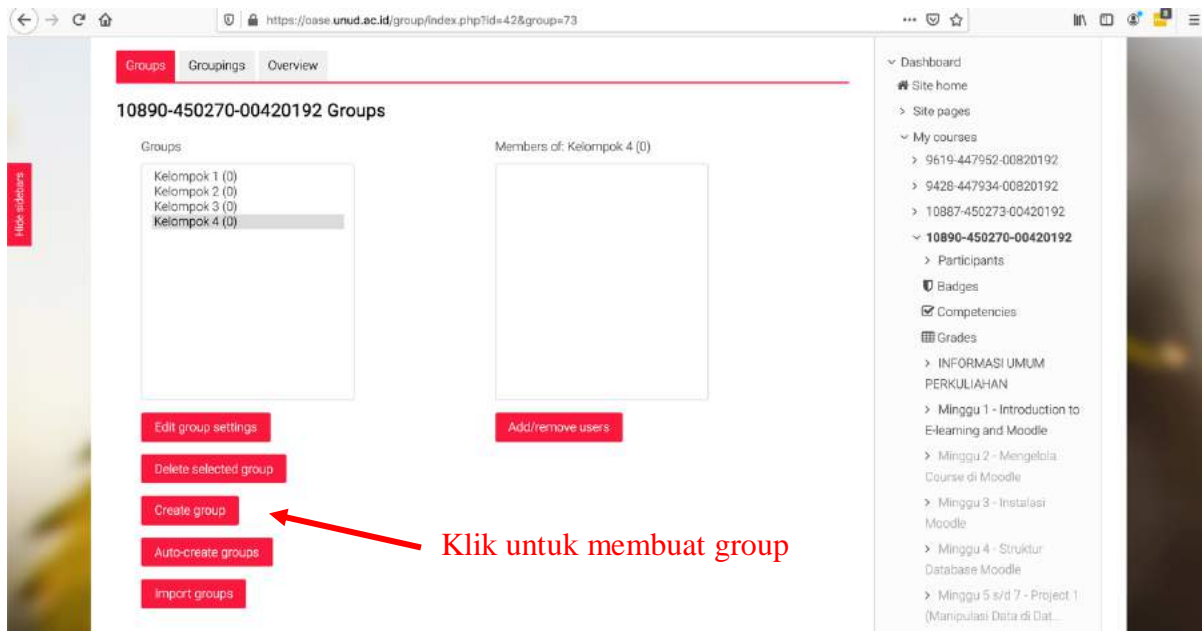 https://oase.unud.ac.id/group/index.php?id=42&group=73
Groups Groupings Overview
10890-450270-00420192 Groups
Groups
Kelompok 1 (0)
Kelompok 2 (0)
Kelompok 3 (0)
Kelompok 4 (0)
Members of: Kelompok 4 (0)
Edit group settings
Add/remove users
Delete selected group
Create group
Auto-create groups
Import groups
Klik untuk membuat group
Hide sidebars
Dashboard
Site home
Site pages
My courses
9619-447952-00820192
9428-447934-00820192
10887-450273-00420192
10890-450270-00420192
Participants
Badges
Competencies
Grades
INFORMASI UMUM
PERKULIAHAN
Minggu 1 - Introduction to
E-learning and Moodle
Minggu 2 - Mengelola
Course di Moodle
Minggu 3 - Instalasi
Moodle
Minggu 4 - Struktur
Database Moodle
Minggu 5 s/d 7 - Project 1
(Manipulasi Data di Dat...